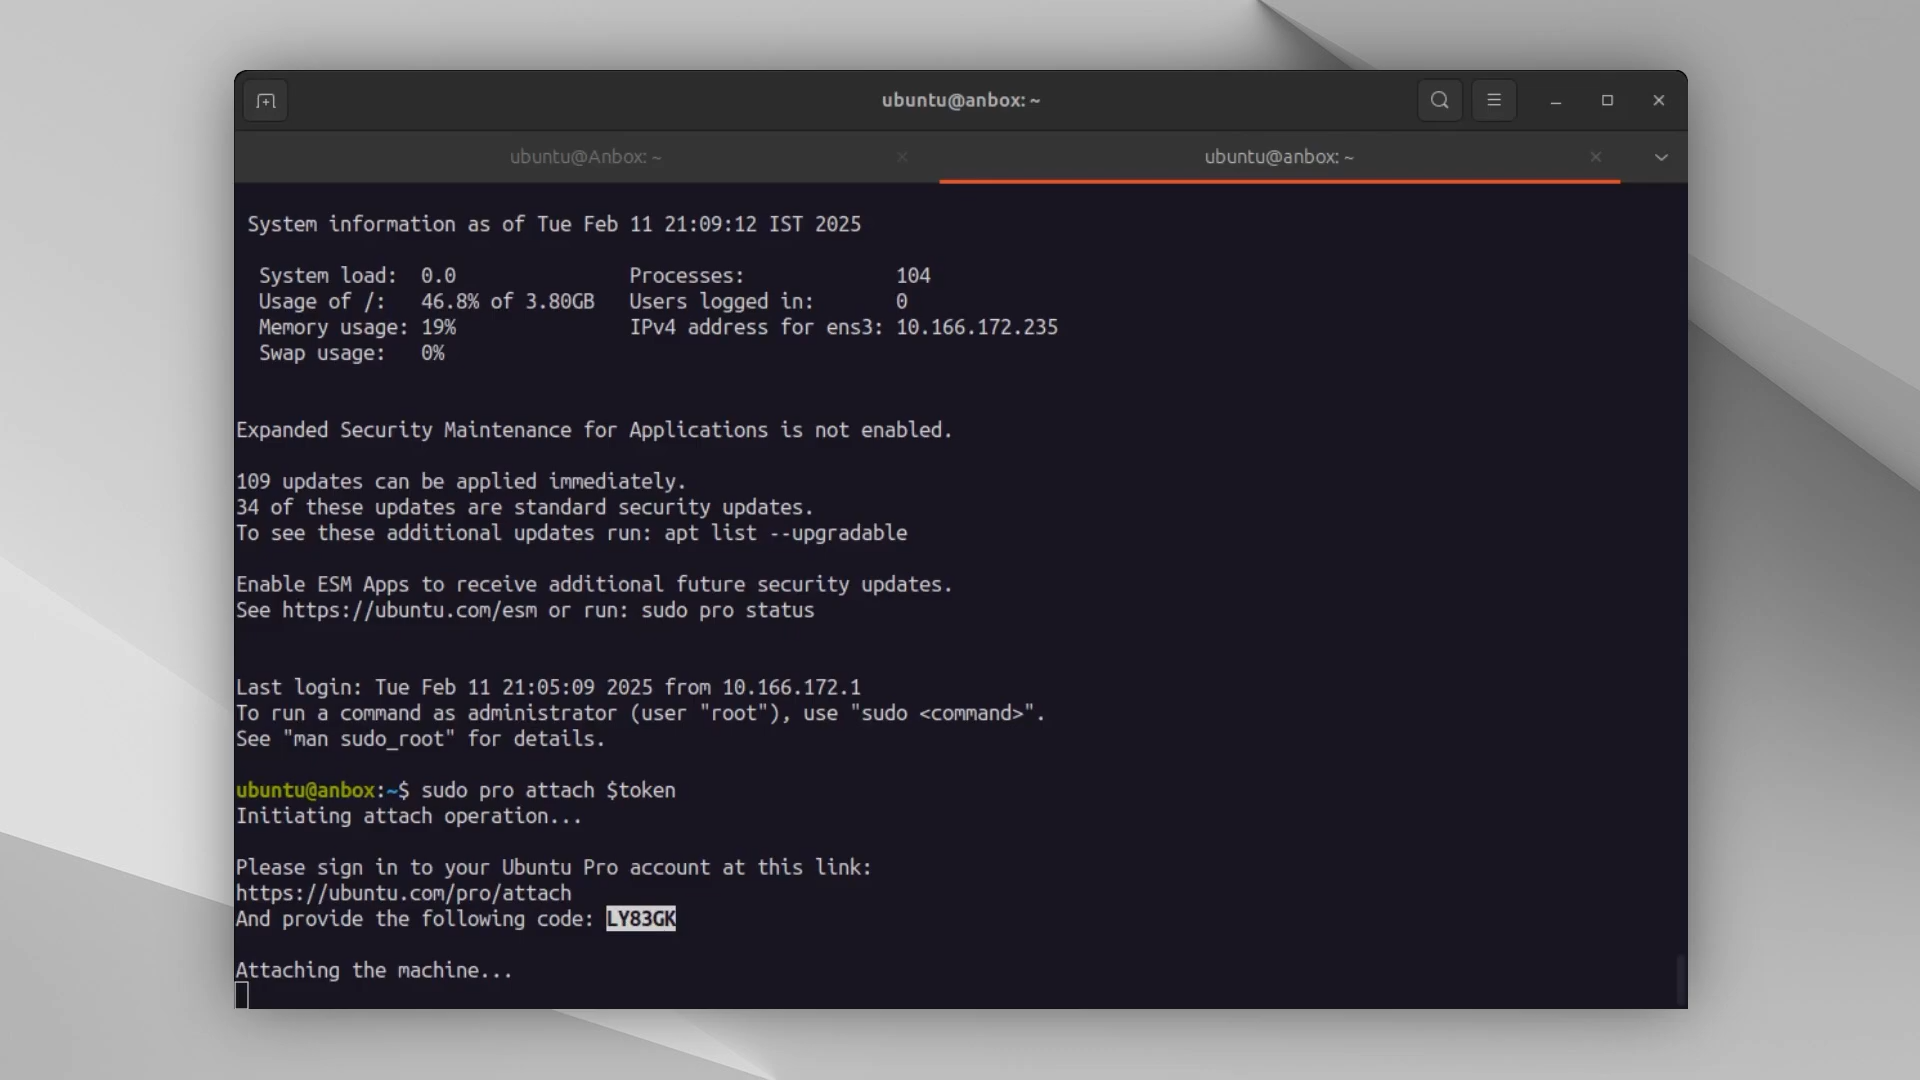 ubuntu@anbox: ~
ubuntu@Anbox: ~
ubuntu@anbox: ~
System information as of Tue Feb 11 21:09:12 IST 2025
System load:  0.0               Processes:             104
Usage of /:   46.8% of 3.80GB   Users logged in:       0
Memory usage: 19%               IPv4 address for ens3: 10.166.172.235
Swap usage:   0%
Expanded Security Maintenance for Applications is not enabled.
109 updates can be applied immediately.
34 of these updates are standard security updates.
To see these additional updates run: apt list --upgradable
Enable ESM Apps to receive additional future security updates.
See https://ubuntu.com/esm or run: sudo pro status
Last login: Tue Feb 11 21:05:09 2025 from 10.166.172.1
To run a command as administrator (user "root"), use "sudo <command>".
See "man sudo_root" for details.
ubuntu@anbox:~$ sudo pro attach $token
Initiating attach operation...
Please sign in to your Ubuntu Pro account at this link:
https://ubuntu.com/pro/attach
And provide the following code: LY83GK
Attaching the machine...